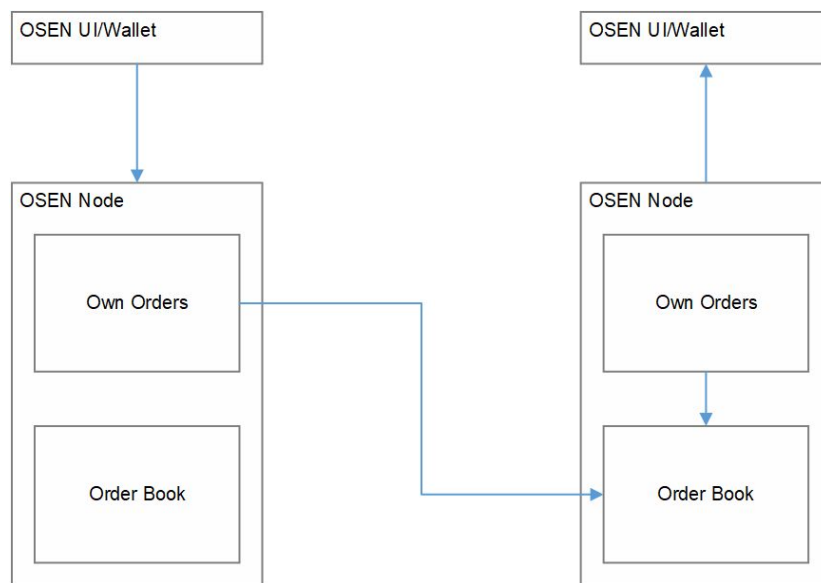 OSEN UI/Wallet
OSEN UI/Wallet
OSEN Node
OSEN Node
Own Orders
Own Orders
Order Book
Order Book